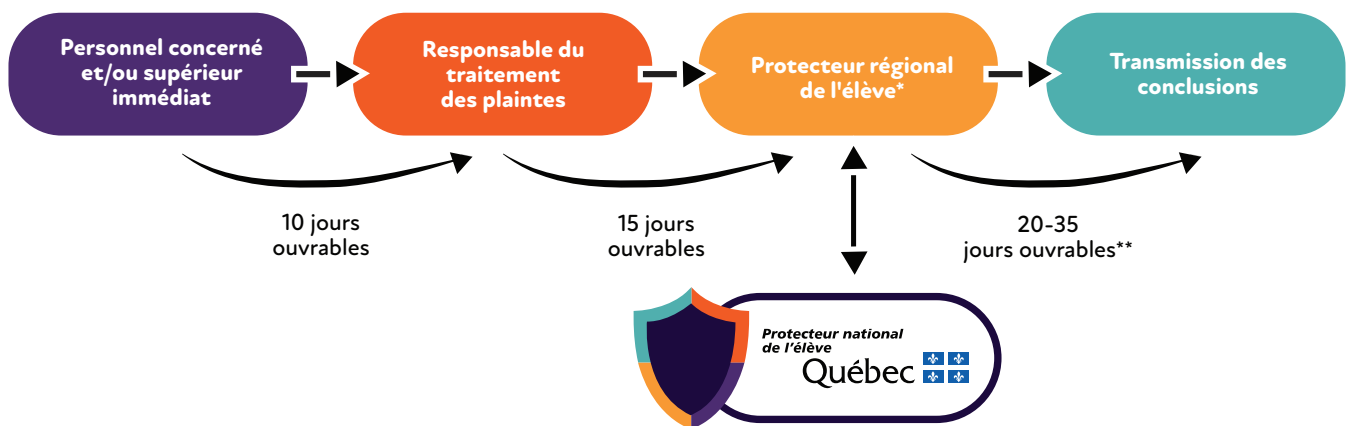 Personnel concerné
et/ou supérieur
immédiat
Responsable du
traitement
des plaintes
Protecteur régional
de l'élève*
Transmission des
conclusions
10 jours
ouvrables
15 jours
ouvrables
20-35
jours ouvrables**
Protecteur national
de l'élève
Québec